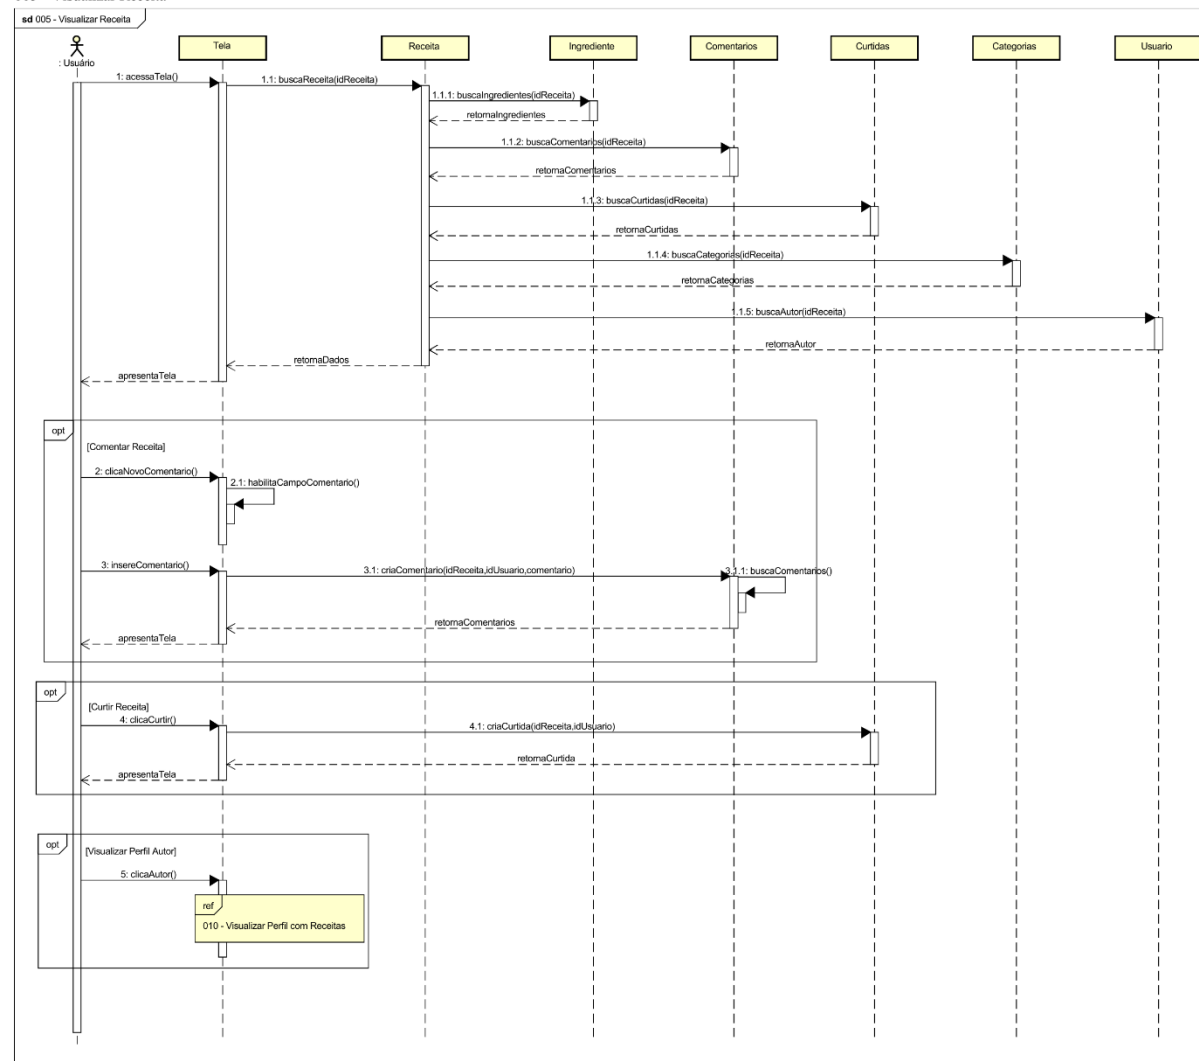 sd 005 - Visualizar Receita
: Usuário
Tela
Receita
Ingrediente
Comentarios
Curtidas
Categorias
Usuario
1: acessaTela()
1.1: buscaReceita(idReceita)
1.1.1: buscaIngredientes(idReceita)
retornaIngredientes
1.1.2: buscaComentarios(idReceita)
retornaComentarios
1.1.3: buscaCurtidas(idReceita)
retornaCurtidas
1.1.4: buscaCategorias(idReceita)
retornaCategorias
1.1.5: buscaAutor(idReceita)
retornaAutor
retornaDados
apresentaTela
opt
[Comentar Receita]
2: clicaNovoComentario()
2.1: habilitaCampoComentario()
3: insereComentario()
3.1: criaComentario(idReceita,idUsuario,comentario)
3.1.1: buscaComentarios()
retornaComentarios
apresentaTela
opt
[Curtir Receita]
4: clicaCurtir()
4.1: criaCurtida(idReceita,idUsuario)
retornaCurtida
apresentaTela
opt
[Visualizar Perfil Autor]
5: clicaAutor()
ref
010 - Visualizar Perfil com Receitas